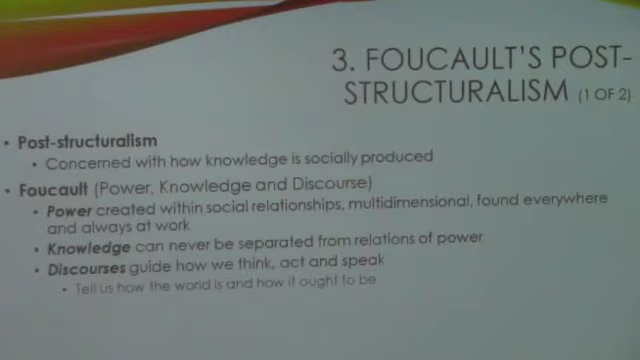 3. FOUCAULT'S POST-
STRUCTURALISM (1 OF 2)
• Post-structuralism
• Concerned with how knowledge is socially produced
• Foucault (Power, Knowledge and Discourse)
• Power created within social relationships, multidimensional, found everywhere
and always at work
• Knowledge can never be separated from relations of power
• Discourses guide how we think, act and speak
• Tell us how the world is and how it ought to be